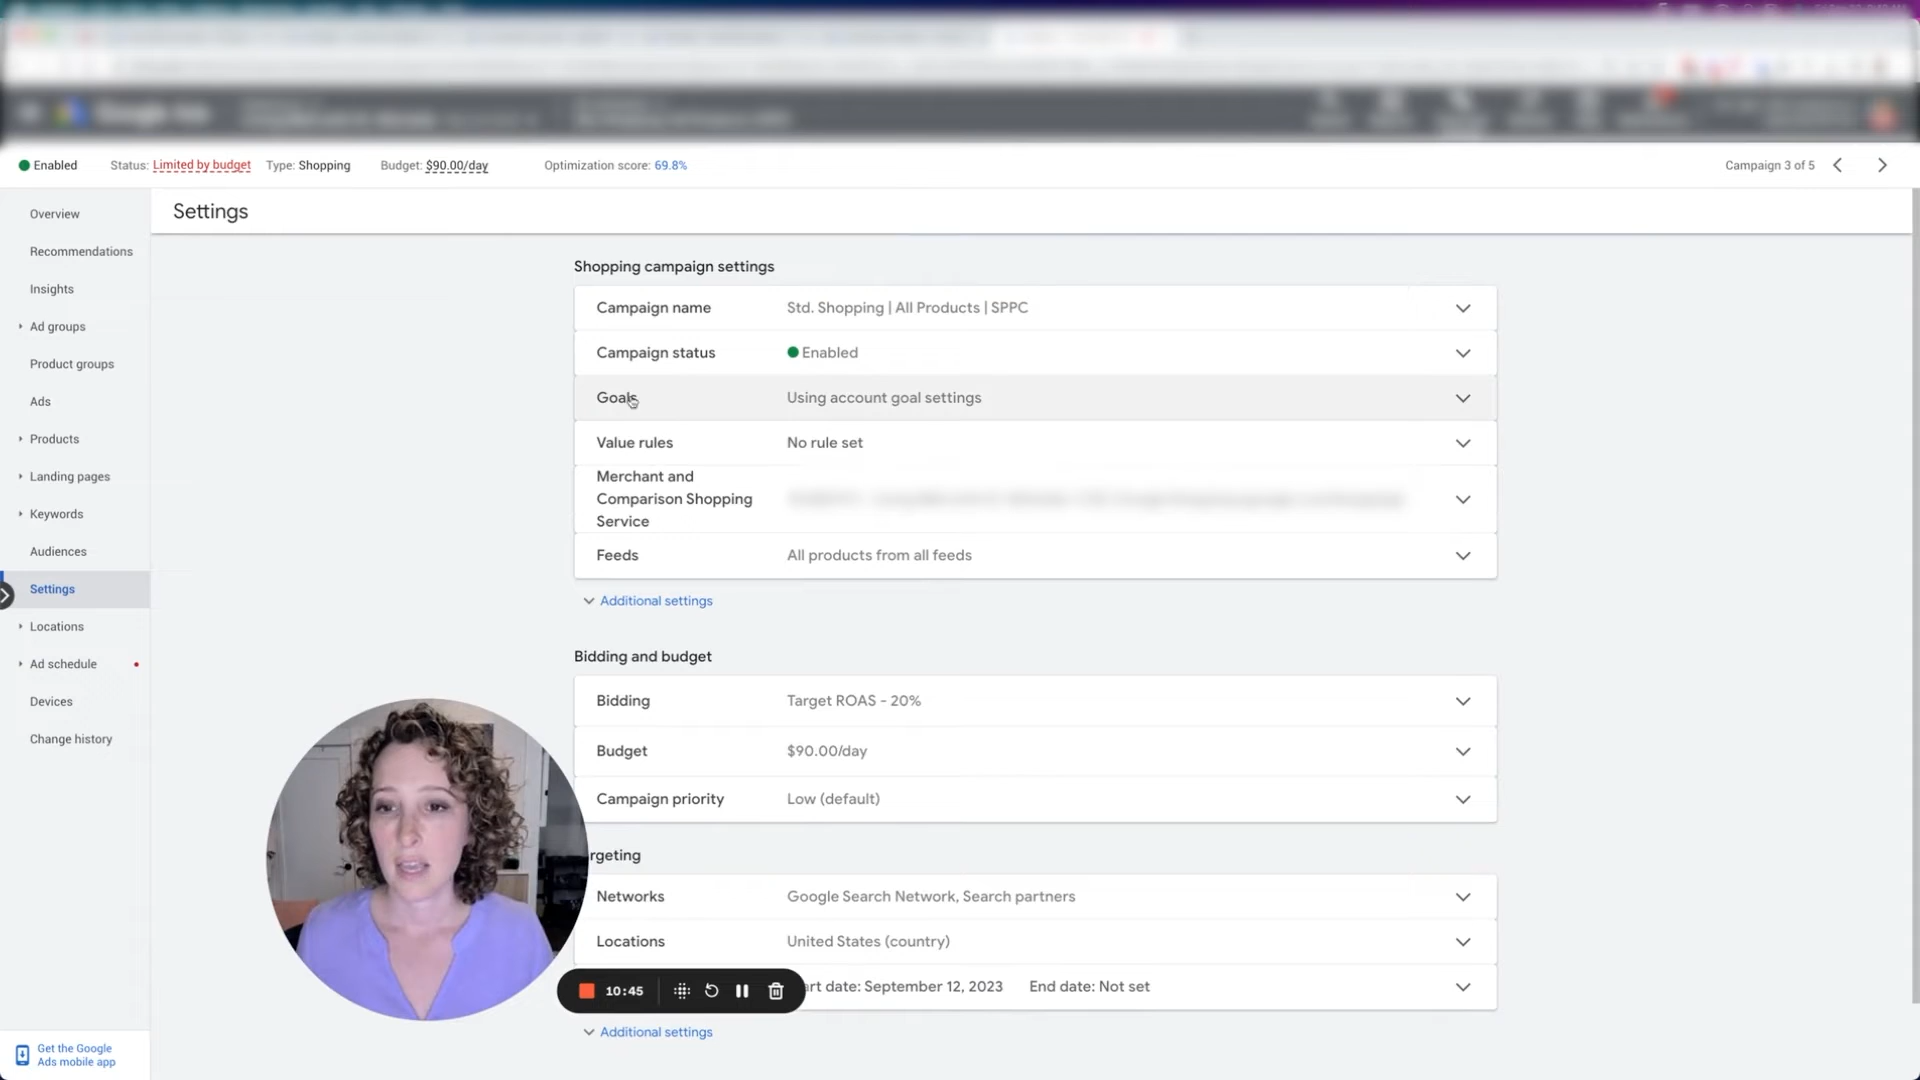 Enabled
Status: Limited by budget
Type: Shopping
Budget: $90.00/day
Optimization score: 69.8%
Campaign 3 of 5
Overview
Recommendations
Insights
Ad groups
Product groups
Ads
Products
Landing pages
Keywords
Audiences
Settings
Locations
Ad schedule
Devices
Change history
Get the Google
Ads mobile app
Settings
Shopping campaign settings
Campaign name Std. Shopping | All Products | SPPC
Campaign status Enabled
Goals Using account goal settings
Value rules No rule set
Merchant and
Comparison Shopping
Service
Feeds All products from all feeds
Additional settings
Bidding and budget
Bidding Target ROAS - 20%
Budget $90.00/day
Campaign priority Low (default)
rgeting
Networks Google Search Network, Search partners
Locations United States (country)
art date: September 12, 2023 End date: Not set
10:45
Additional settings